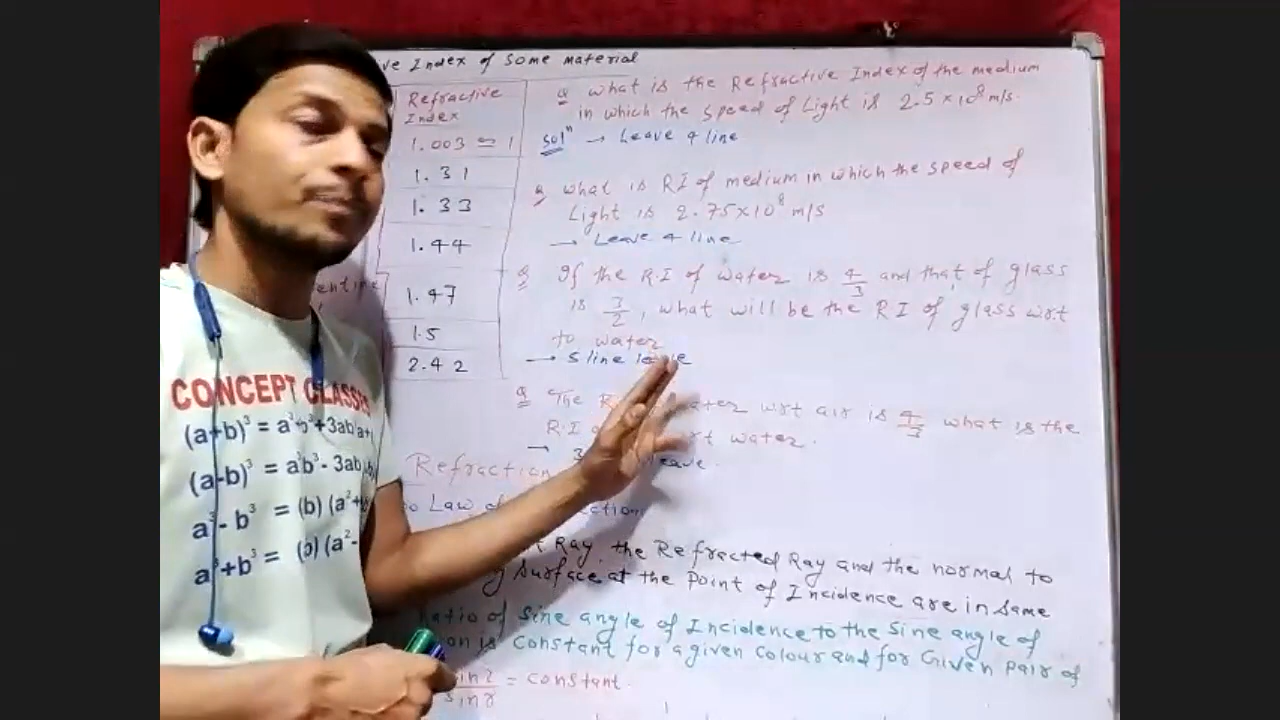 ve Index of Some material
Refractive
Index
1.003 ≃ 1
1.31
1.33
1.44
entine
1.47
1.5
2.42
Q What is the Refractive Index of the medium
in which the speed of Light is 2.5 × 10⁸ m/s.
Solⁿ → Leave 4 line
Q What is RI of medium in which the speed of
Light is 2.75×10⁸ m/s
→ Leave 4 line
Q If the R.I of water is 4/3 and that of glass
is 3/2, what will be the R I of glass wrt
to water
→ 5 line leave
Q The R ater wrt air is 4/3 what is the
R.I rt water.
→ 3 eave.
Refraction
Law ction
Ray, the Refracted Ray and the normal to
g Surface at the Point of Incidence are in Same
Ratio of Sine angle of Incidence to the Sine angle of
on is Constant for a given Colour and for Given pair of
sin i / sin r = constant.
CONCEPT CLASSES
(a+b)³ = a³+b³+3ab(a+
(a-b)³ = a³-b³-3ab
a³-b³ = (b) (a²+
a³+b³ = (b) (a²-